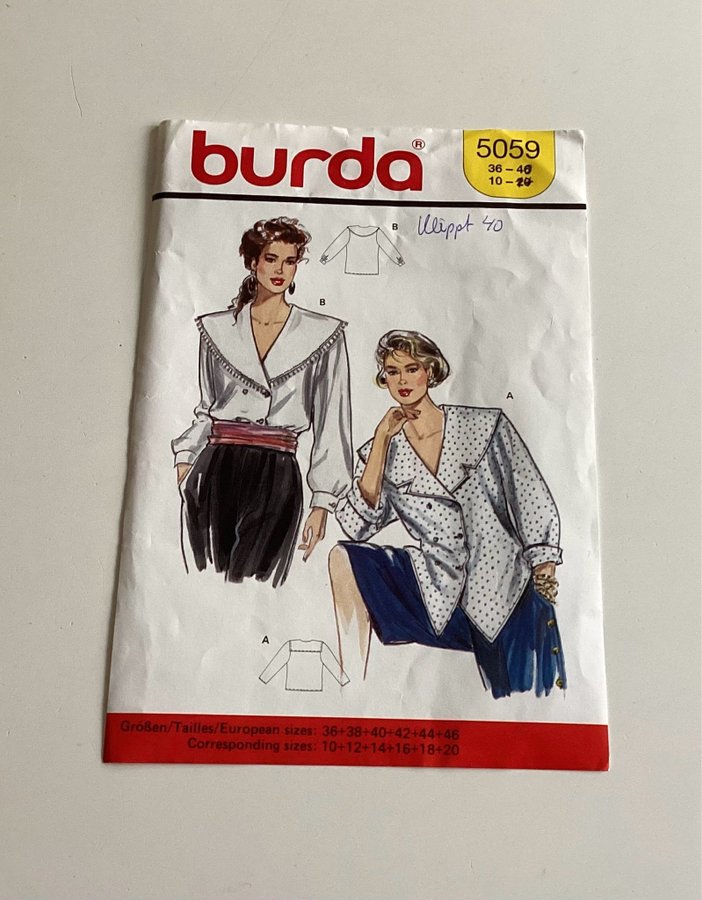 burda®
5059
36 – 40
10 –
B
klippt 40
B
A
A
Größen/Tailles/European sizes: 36+38+40+42+44+46
Corresponding sizes: 10+12+14+16+18+20